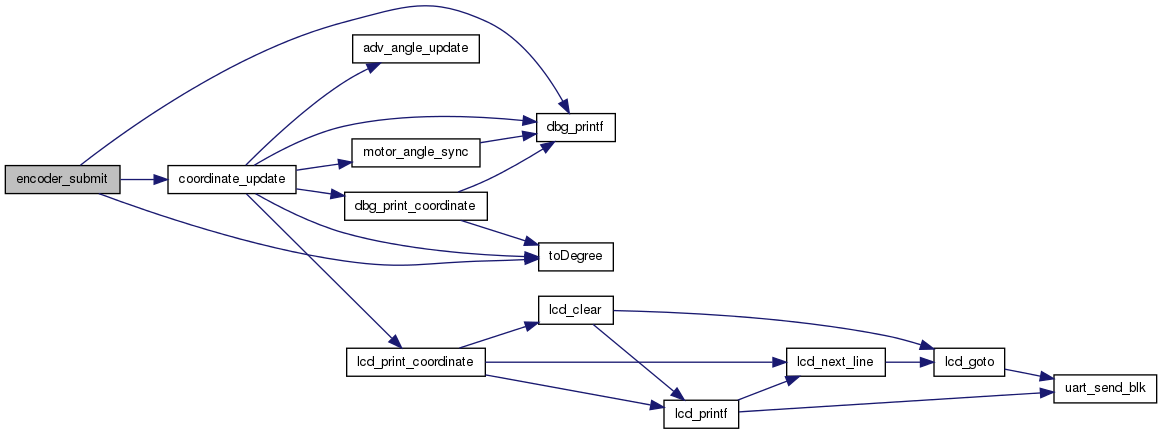 adv_angle_update
dbg_printf
motor_angle_sync
encoder_submit
coordinate_update
dbg_print_coordinate
toDegree
lcd_clear
lcd_print_coordinate
lcd_next_line
lcd_goto
uart_send_blk
lcd_printf